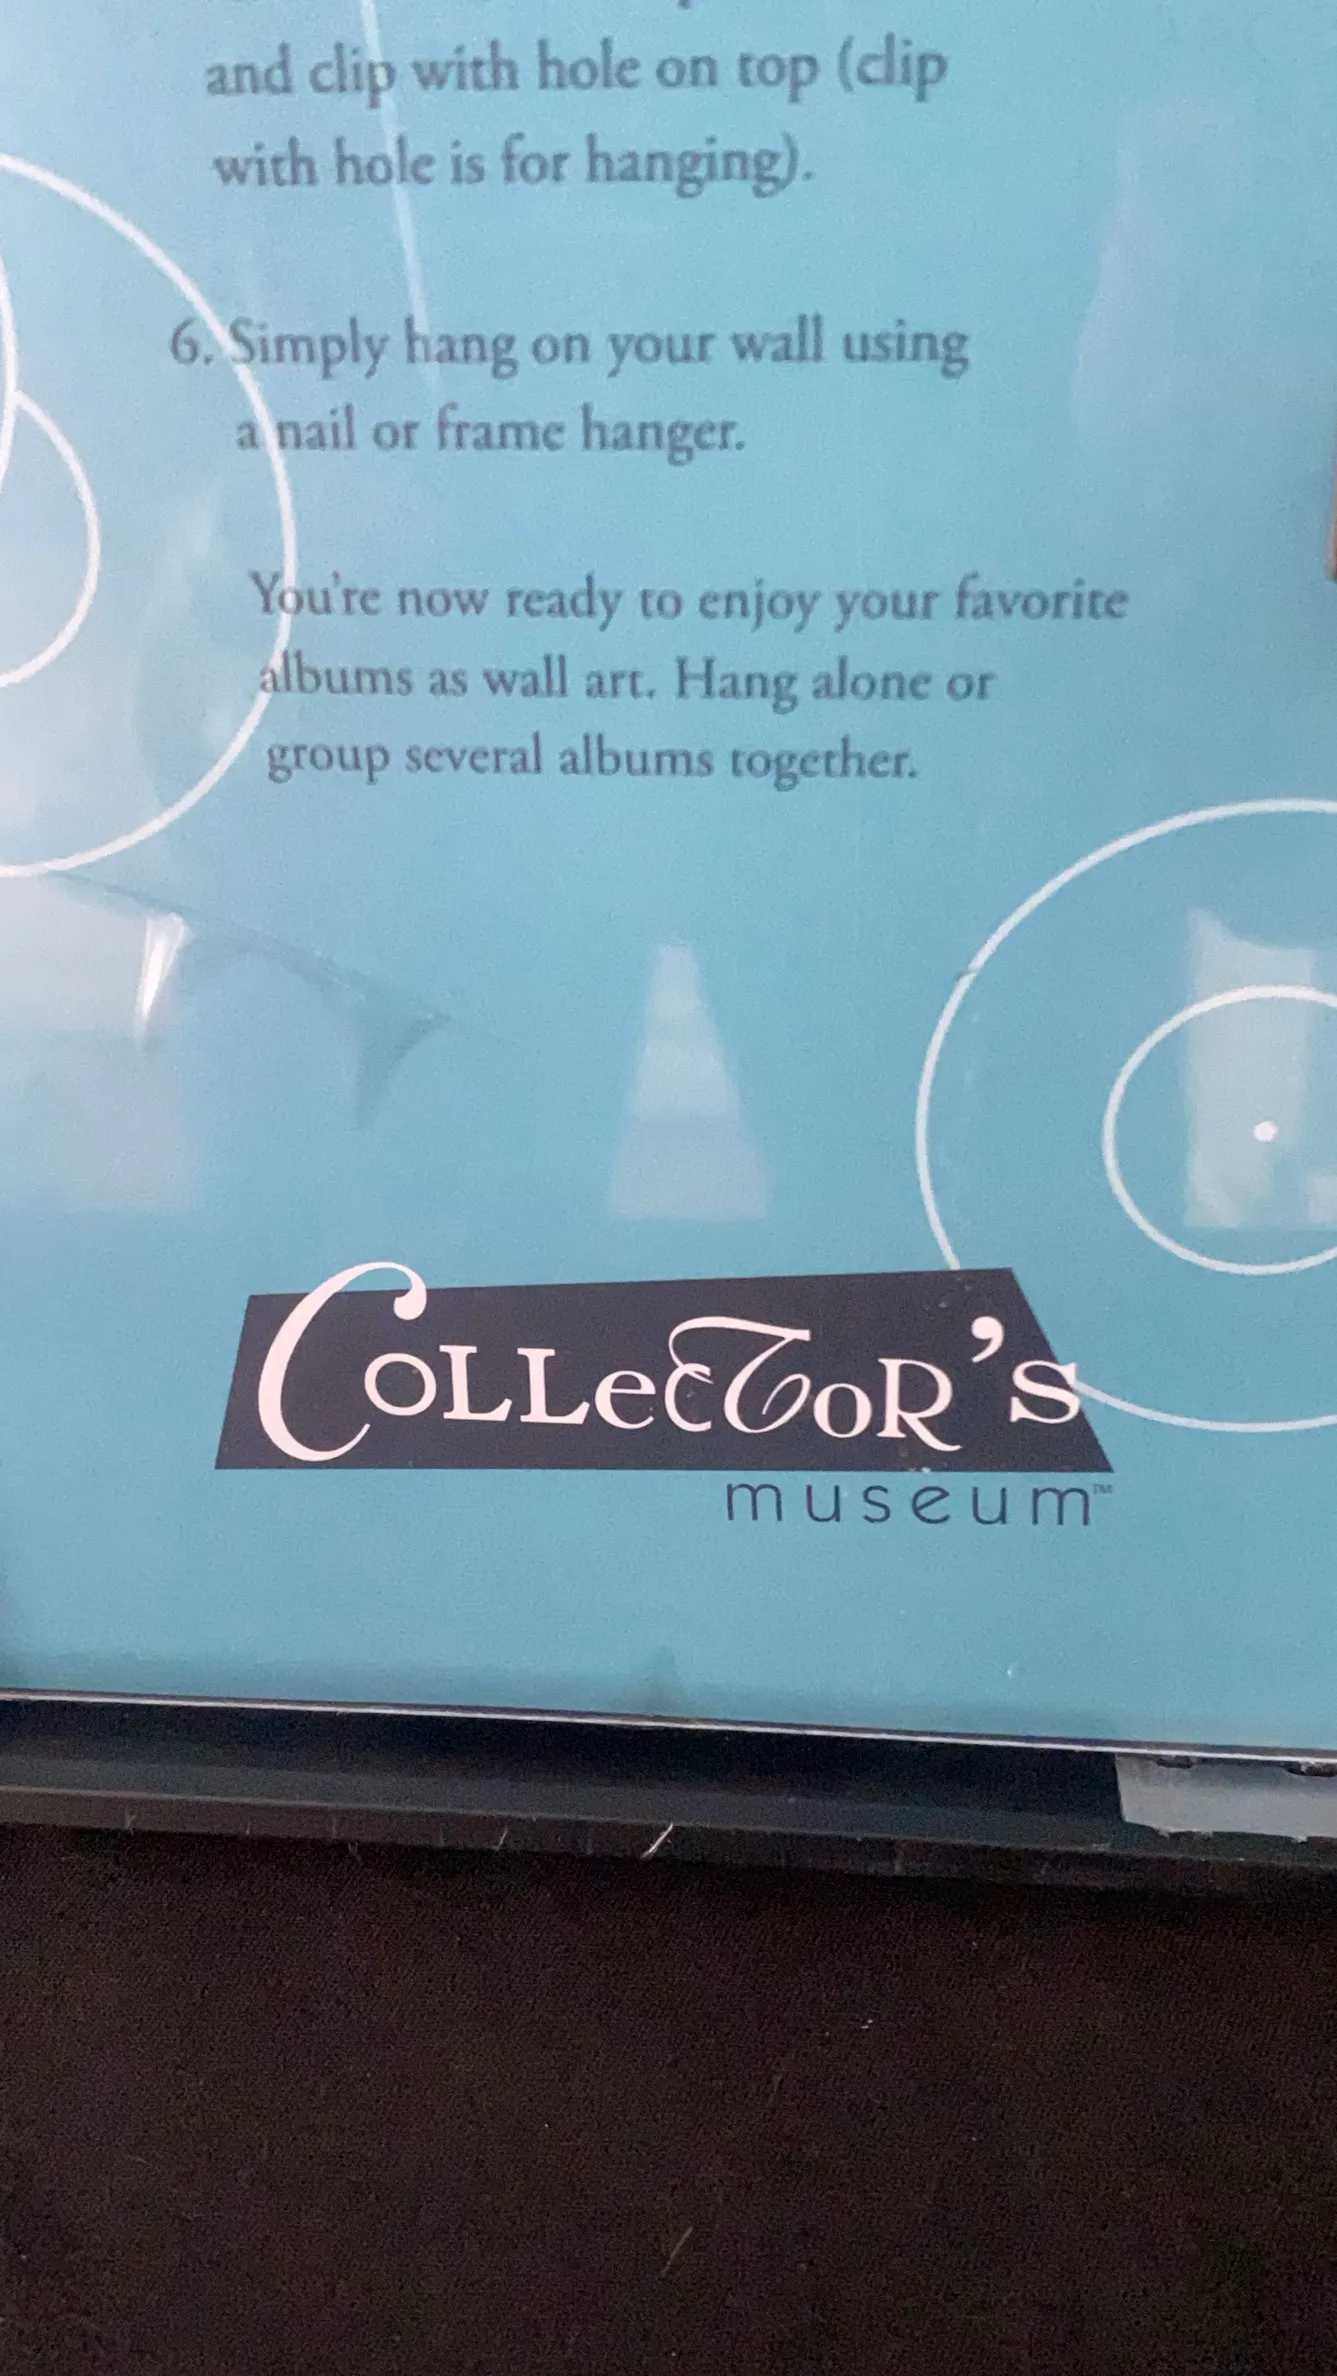 and clip with hole on top (clip
with hole is for hanging).
6. Simply hang on your wall using
a nail or frame hanger.
You're now ready to enjoy your favorite
albums as wall art. Hang alone or
group several albums together.
COLLeCToR's
museum™